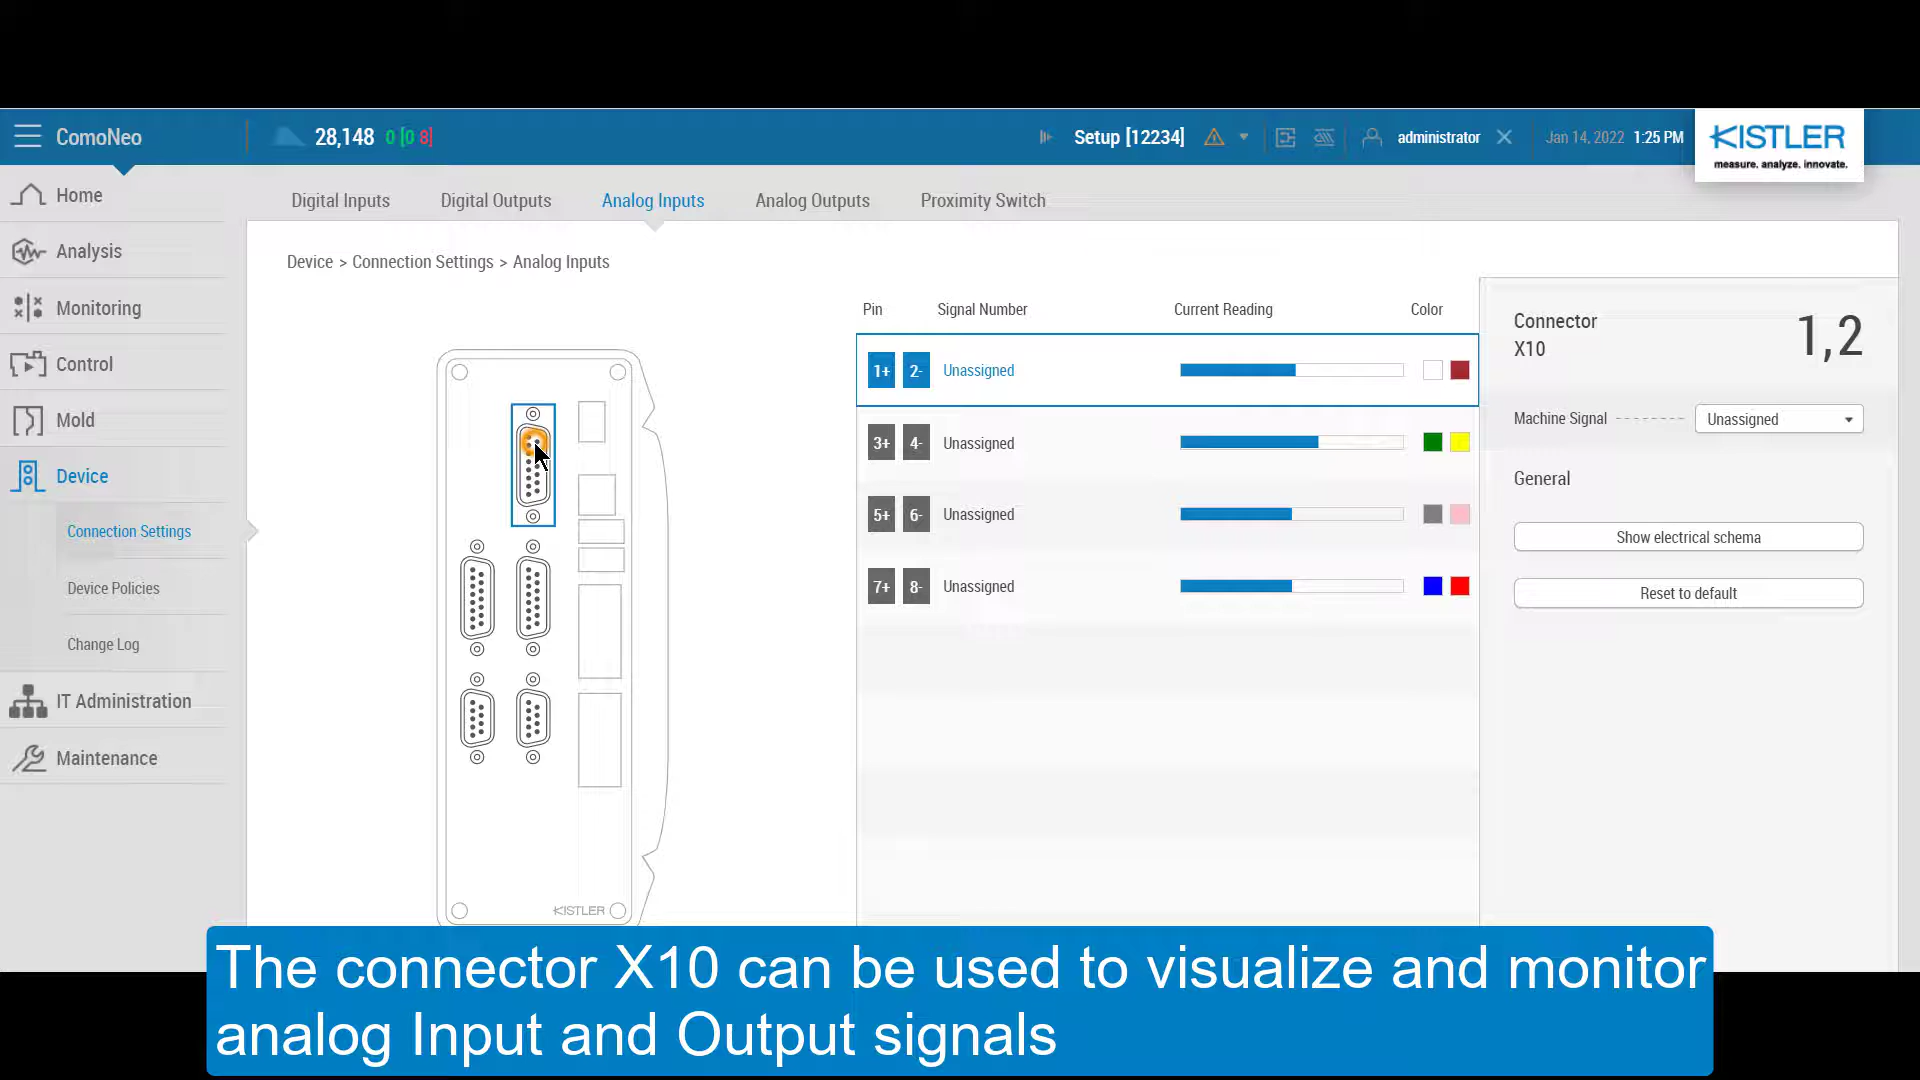 ComoNeo
28,148 0 [0 8]
Setup [12234]
administrator
Jan 14, 2022 1:25 PM
KISTLER
measure. analyze. innovate.
Home
Analysis
Monitoring
Control
Mold
Device
Connection Settings
Device Policies
Change Log
IT Administration
Maintenance
Digital Inputs
Digital Outputs
Analog Inputs
Analog Outputs
Proximity Switch
Device > Connection Settings > Analog Inputs
KISTLER
Pin Signal Number Current Reading Color
1+ 2- Unassigned
3+ 4- Unassigned
5+ 6- Unassigned
7+ 8- Unassigned
Connector
X10
1,2
Machine Signal Unassigned
General
Show electrical schema
Reset to default
The connector X10 can be used to visualize and monitor
analog Input and Output signals